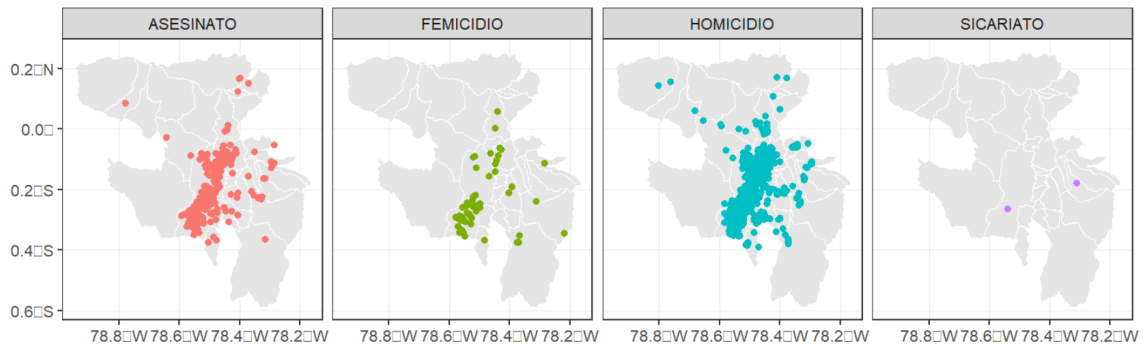 ASESINATO FEMICIDIO HOMICIDIO SICARIATO
0.2□N
0.0□
0.2□S
0.4□S
0.6□S
78.8□W 78.6□W 78.4□W 78.2□W 78.8□W 78.6□W 78.4□W 78.2□W 78.8□W 78.6□W 78.4□W 78.2□W 78.8□W 78.6□W 78.4□W 78.2□W